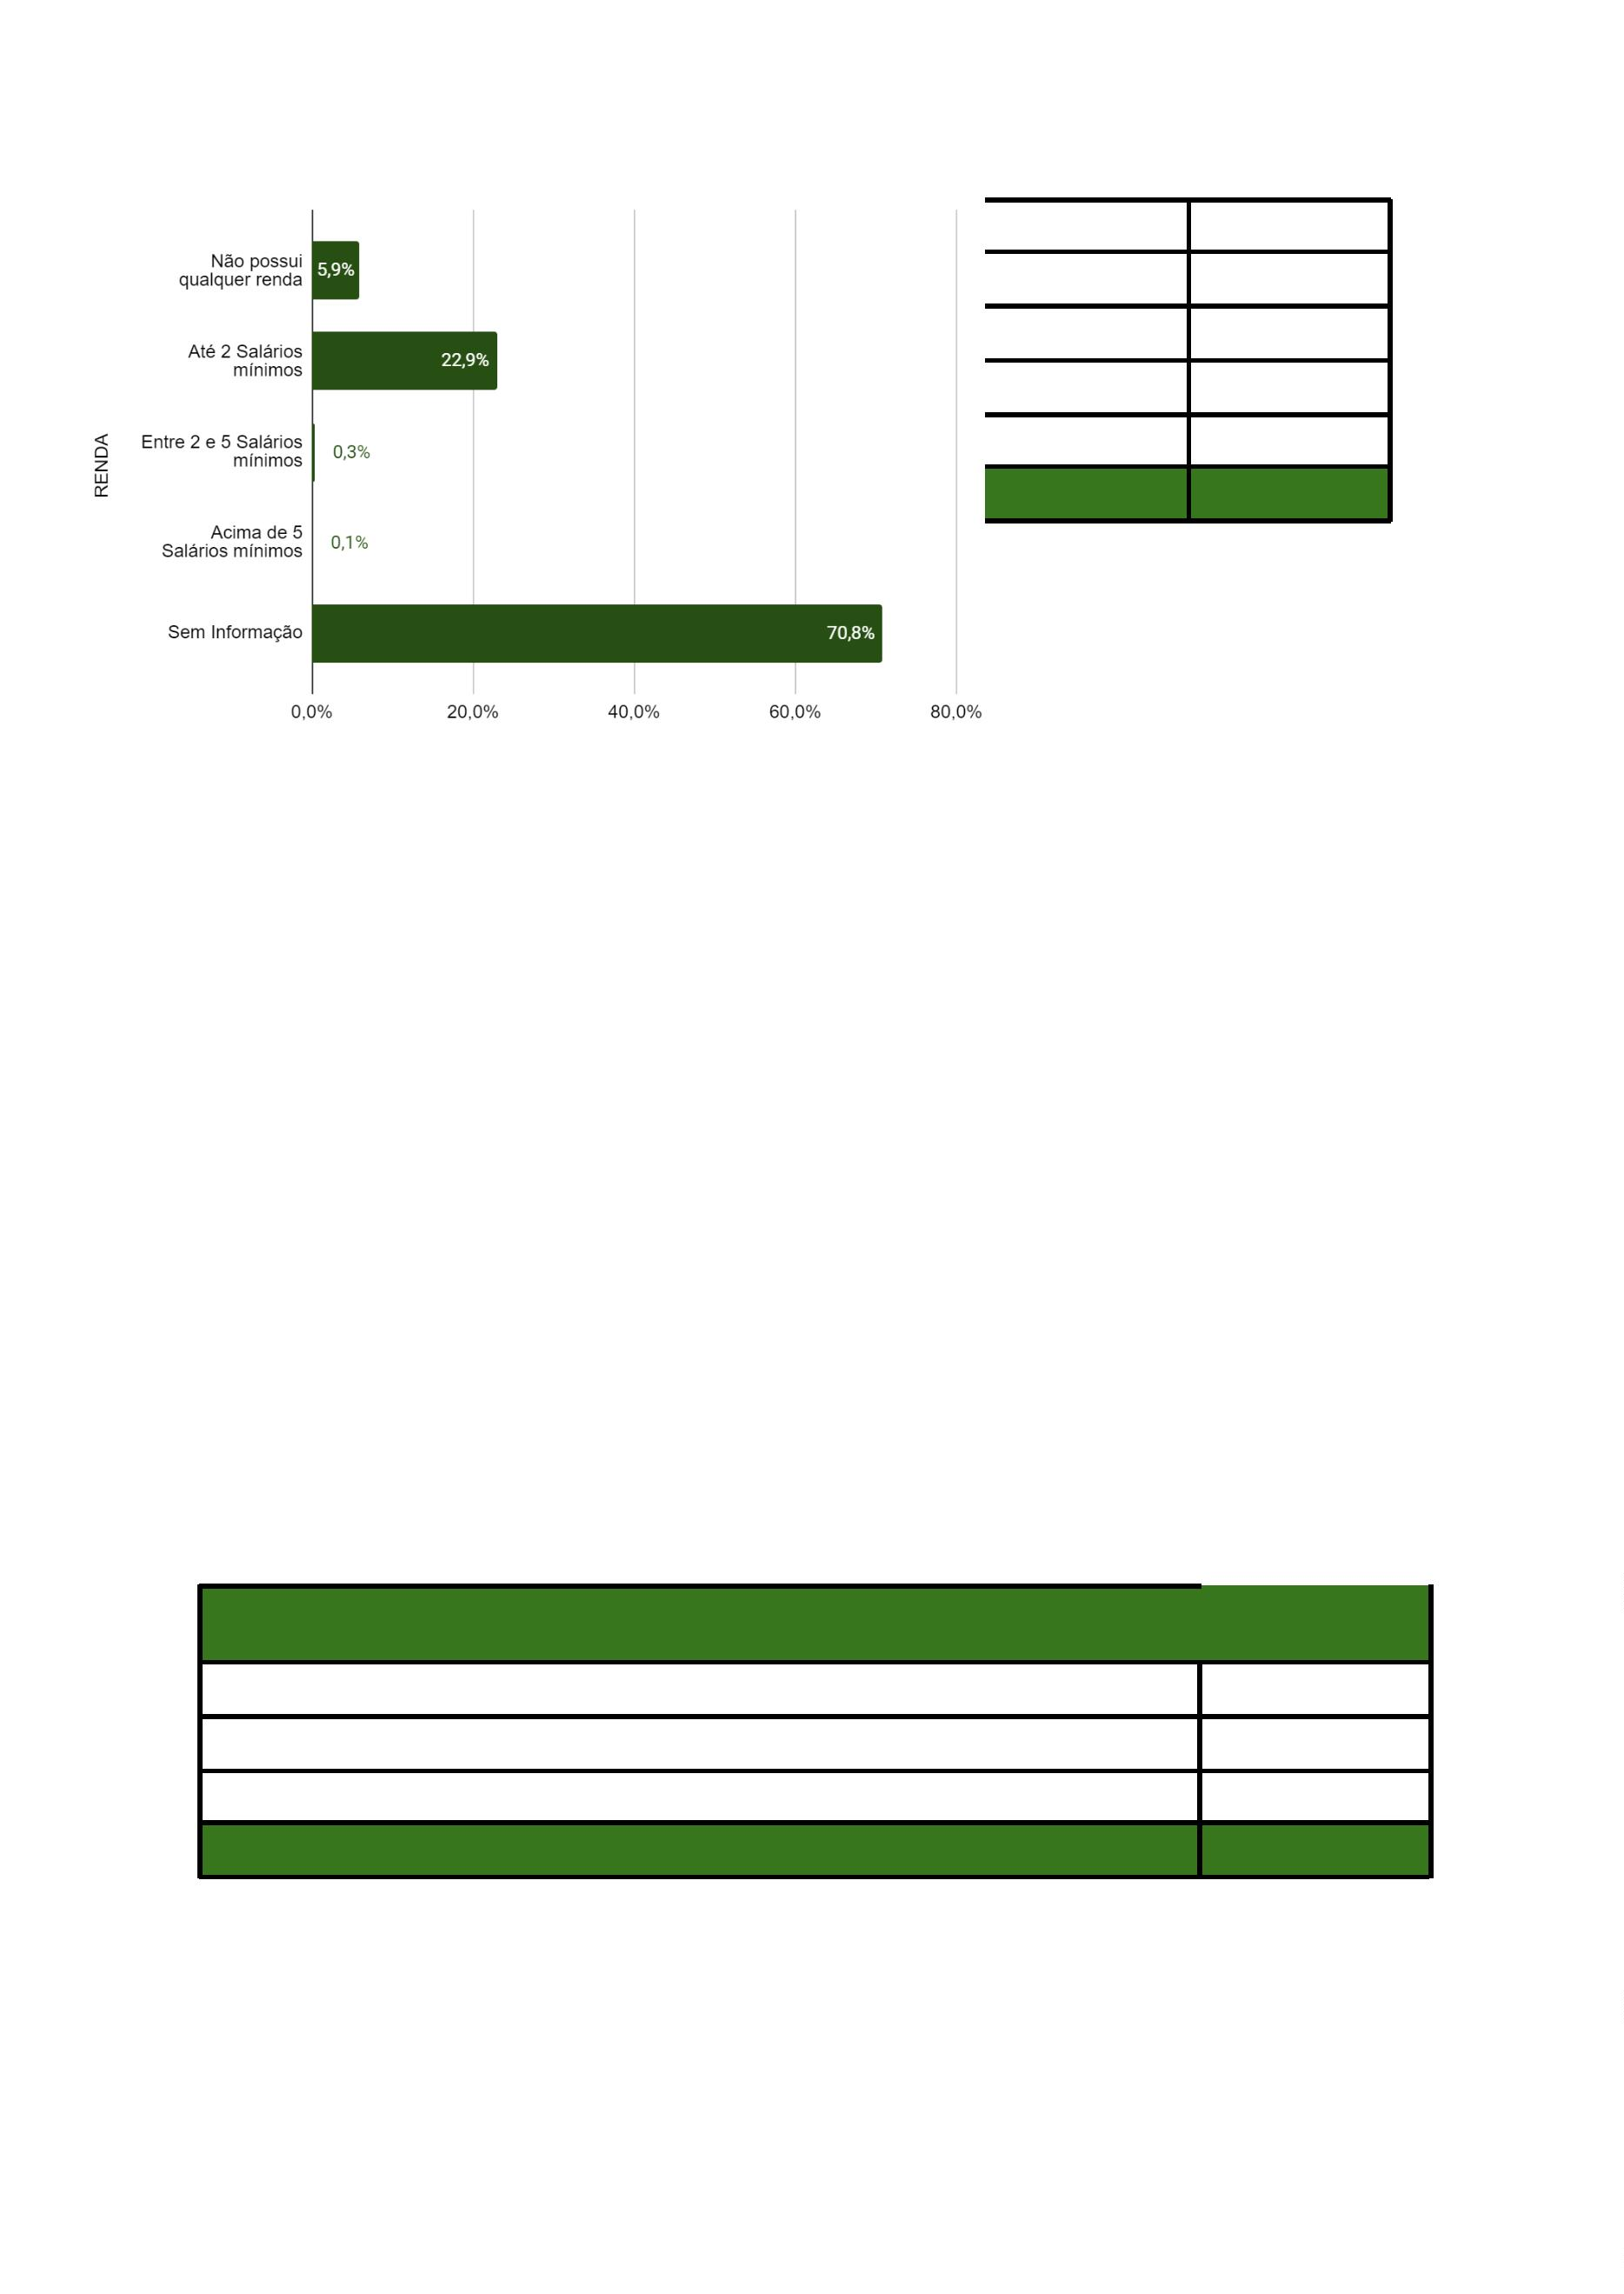 RENDA
Não possui
qualquer renda
5,9%
Até 2 Salários
mínimos
22,9%
Entre 2 e 5 Salários
mínimos
0,3%
Acima de 5
Salários mínimos
0,1%
Sem Informação
70,8%
0,0%
20,0%
40,0%
60,0%
80,0%